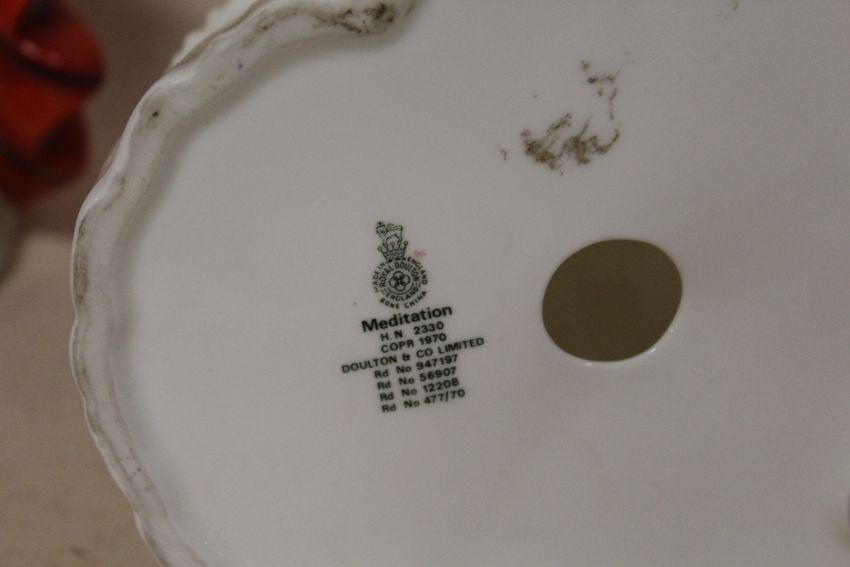 MADE IN ENGLAND
ROYAL DOULTON
ENGLAND
BONE CHINA
Meditation
H.N. 2330
COPR 1970
DOULTON & CO LIMITED
Rd No 947197
Rd No 56907
Rd No 12208
Rd No 477/70